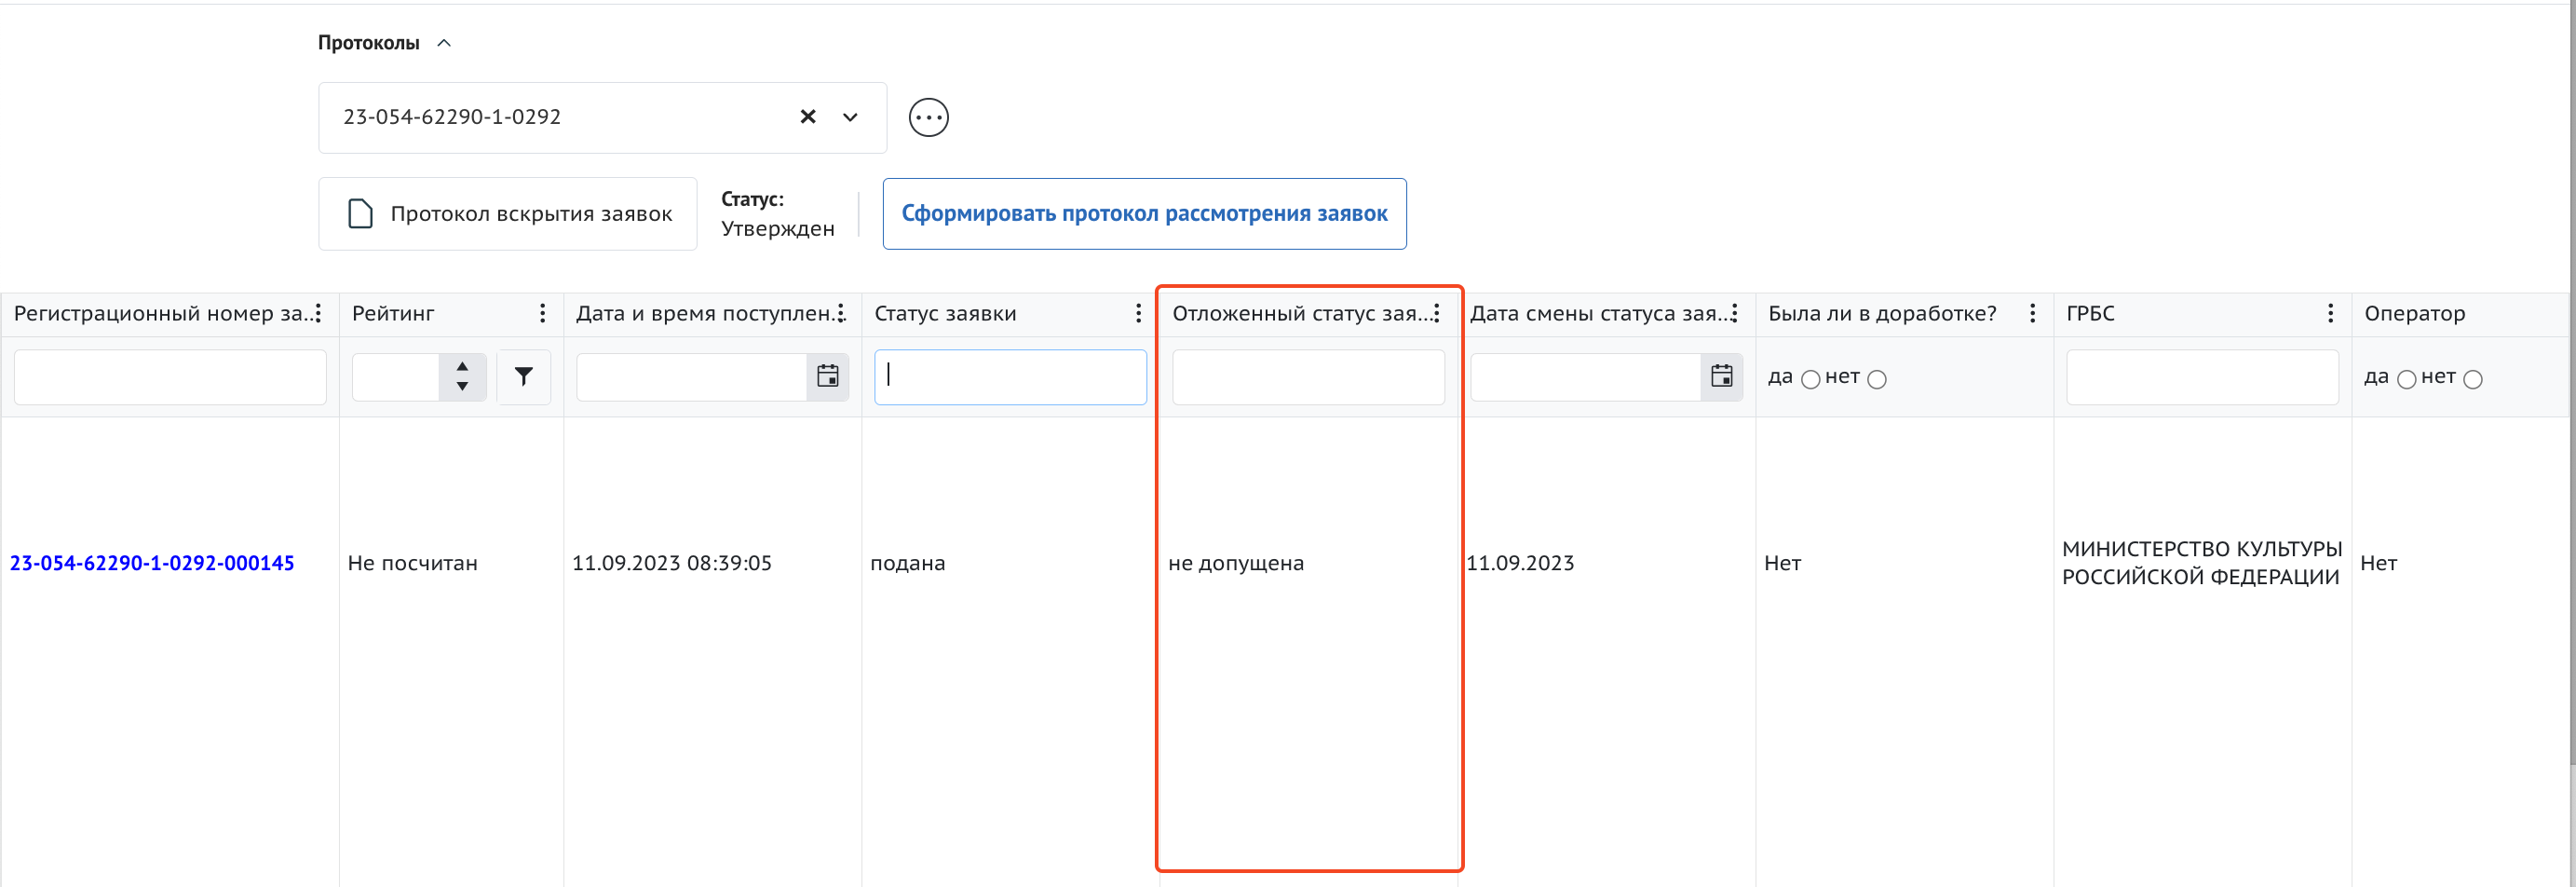 Протоколы
23-054-62290-1-0292
Протокол вскрытия заявок
Статус:
Утвержден
Сформировать протокол рассмотрения заявок
Регистрационный номер за...
Рейтинг
Дата и время поступлен...
Статус заявки
Отложенный статус зая...
Дата смены статуса зая...
Была ли в доработке?
ГРБС
Оператор
да нет
да нет
23-054-62290-1-0292-000145
Не посчитан
11.09.2023 08:39:05
подана
не допущена
11.09.2023
Нет
МИНИСТЕРСТВО КУЛЬТУРЫ
РОССИЙСКОЙ ФЕДЕРАЦИИ
Нет